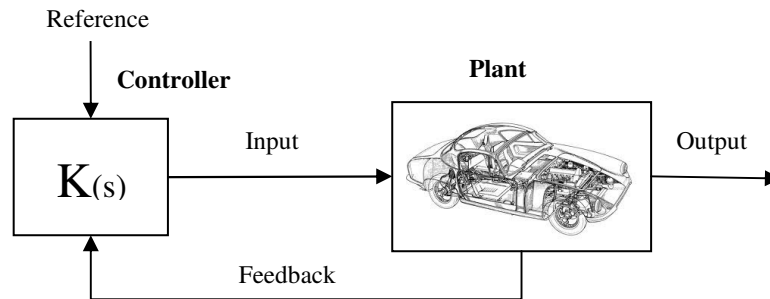 Reference
Controller
Plant
Input
Output
K(s)
Feedback